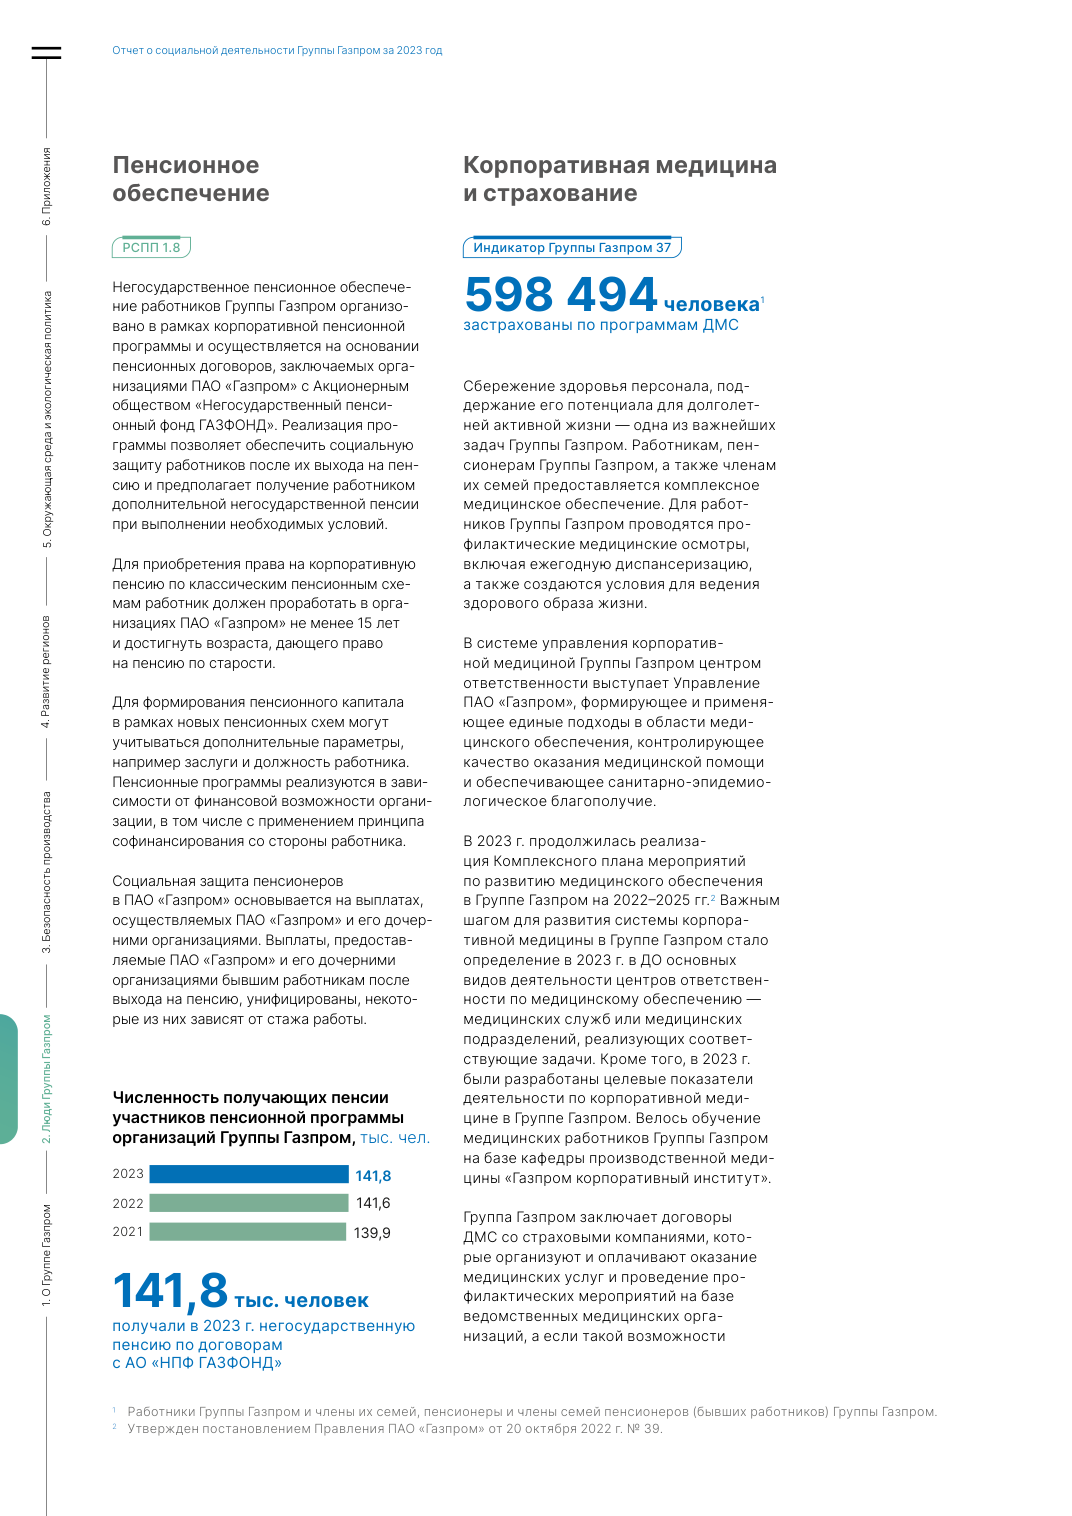 Отчет о социальной деятельности Группы Газпром за 2023 год
6. Приложения
5. Окружающая среда и экологическая политика
4. Развитие регионов
3. Безопасность производства
2. Люди Группы Газпром
1. О Группе Газпром
Пенсионное
обеспечение
РСПП 1.8
Негосударственное пенсионное обеспече-
ние работников Группы Газпром организо-
вано в рамках корпоративной пенсионной
программы и осуществляется на основании
пенсионных договоров, заключаемых орга-
низациями ПАО «Газпром» с Акционерным
обществом «Негосударственный пенси-
онный фонд ГАЗФОНД». Реализация про-
граммы позволяет обеспечить социальную
защиту работников после их выхода на пен-
сию и предполагает получение работником
дополнительной негосударственной пенсии
при выполнении необходимых условий.
Для приобретения права на корпоративную
пенсию по классическим пенсионным схе-
мам работник должен проработать в орга-
низациях ПАО «Газпром» не менее 15 лет
и достигнуть возраста, дающего право
на пенсию по старости.
Для формирования пенсионного капитала
в рамках новых пенсионных схем могут
учитываться дополнительные параметры,
например заслуги и должность работника.
Пенсионные программы реализуются в зави-
симости от финансовой возможности органи-
зации, в том числе с применением принципа
софинансирования со стороны работника.
Социальная защита пенсионеров
в ПАО «Газпром» основывается на выплатах,
осуществляемых ПАО «Газпром» и его дочер-
ними организациями. Выплаты, предостав-
ляемые ПАО «Газпром» и его дочерними
организациями бывшим работникам после
выхода на пенсию, унифицированы, некото-
рые из них зависят от стажа работы.
Численность получающих пенсии
участников пенсионной программы
организаций Группы Газпром, тыс. чел.
2023 141,8
2022 141,6
2021 139,9
141,8 тыс. человек
получали в 2023 г. негосударственную
пенсию по договорам
с АО «НПФ ГАЗФОНД»
Корпоративная медицина
и страхование
Индикатор Группы Газпром 37
598 494 человека¹
застрахованы по программам ДМС
Сбережение здоровья персонала, под-
держание его потенциала для долголет-
ней активной жизни — одна из важнейших
задач Группы Газпром. Работникам, пен-
сионерам Группы Газпром, а также членам
их семей предоставляется комплексное
медицинское обеспечение. Для работ-
ников Группы Газпром проводятся про-
филактические медицинские осмотры,
включая ежегодную диспансеризацию,
а также создаются условия для ведения
здорового образа жизни.
В системе управления корпоратив-
ной медициной Группы Газпром центром
ответственности выступает Управление
ПАО «Газпром», формирующее и применя-
ющее единые подходы в области меди-
цинского обеспечения, контролирующее
качество оказания медицинской помощи
и обеспечивающее санитарно-эпидемио-
логическое благополучие.
В 2023 г. продолжилась реализа-
ция Комплексного плана мероприятий
по развитию медицинского обеспечения
в Группе Газпром на 2022–2025 гг.² Важным
шагом для развития системы корпора-
тивной медицины в Группе Газпром стало
определение в 2023 г. в ДО основных
видов деятельности центров ответствен-
ности по медицинскому обеспечению —
медицинских служб или медицинских
подразделений, реализующих соответ-
ствующие задачи. Кроме того, в 2023 г.
были разработаны целевые показатели
деятельности по корпоративной меди-
цине в Группе Газпром. Велось обучение
медицинских работников Группы Газпром
на базе кафедры производственной меди-
цины «Газпром корпоративный институт».
Группа Газпром заключает договоры
ДМС со страховыми компаниями, кото-
рые организуют и оплачивают оказание
медицинских услуг и проведение про-
филактических мероприятий на базе
ведомственных медицинских орга-
низаций, а если такой возможности
¹ Работники Группы Газпром и члены их семей, пенсионеры и члены семей пенсионеров (бывших работников) Группы Газпром.
² Утвержден постановлением Правления ПАО «Газпром» от 20 октября 2022 г. № 39.